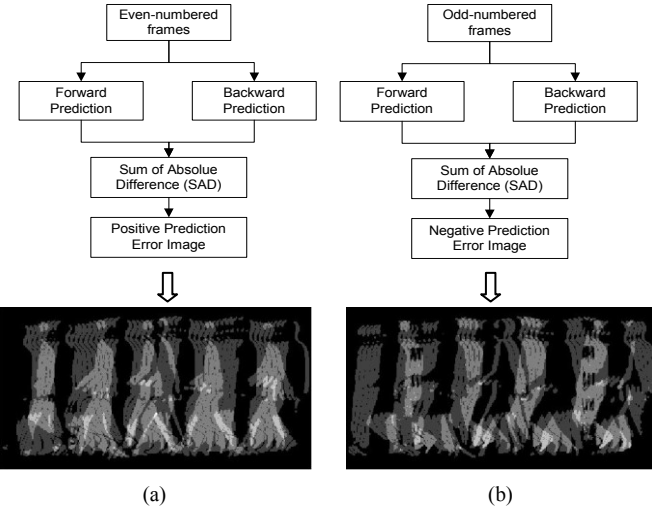 Even-numbered
frames
Forward
Prediction
Backward
Prediction
Sum of Absolue
Difference (SAD)
Positive Prediction
Error Image
(a)
Odd-numbered
frames
Forward
Prediction
Backward
Prediction
Sum of Absolue
Difference (SAD)
Negative Prediction
Error Image
(b)